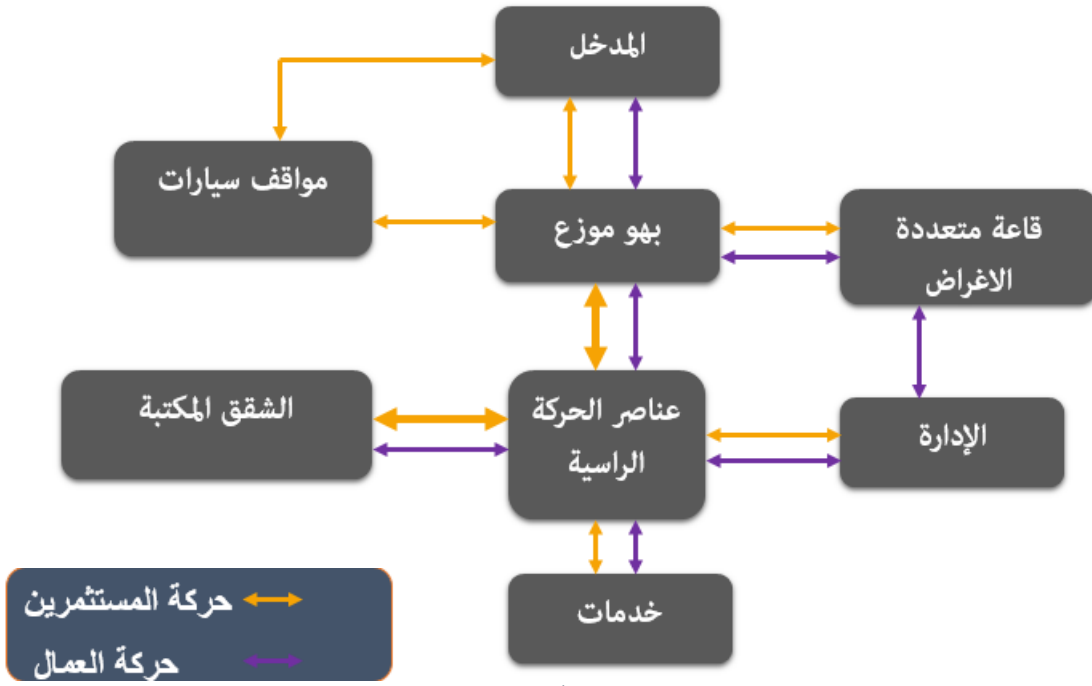 المدخل
مواقف سيارات
بهو موزع
قاعة متعددة
الاغراض
الشقق المكتبة
عناصر الحركة
الراسية
الإدارة
خدمات
حركة المستثمرين
حركة العمال